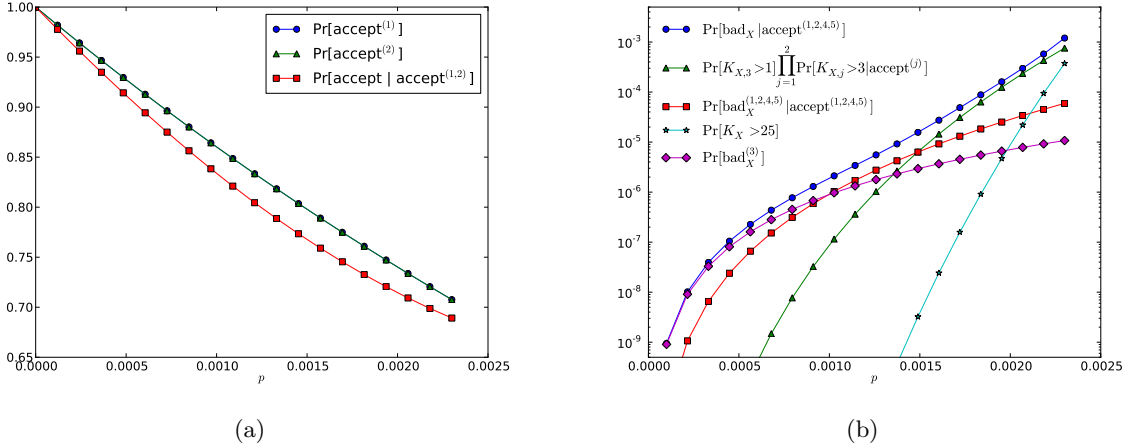 1.00
0.95
0.90
0.85
0.80
0.75
0.70
0.65
0.0000 0.0005 0.0010 0.0015 0.0020 0.0025
p
Pr[accept⁽¹⁾]
Pr[accept⁽²⁾]
Pr[accept | accept⁽¹,²⁾]
(a)
10⁻³
10⁻⁴
10⁻⁵
10⁻⁶
10⁻⁷
10⁻⁸
10⁻⁹
0.0000 0.0005 0.0010 0.0015 0.0020 0.0025
p
Pr[bad_X |accept⁽¹,²,⁴,⁵⁾]
Pr[K_{X,3} >1]∏_{j=1}^{2}Pr[K_{X,j} >3|accept^{(j)}]
Pr[bad_X^{(1,2,4,5)}|accept⁽¹,²,⁴,⁵⁾]
Pr[K_X >25]
Pr[bad_X^{(3)}]
(b)